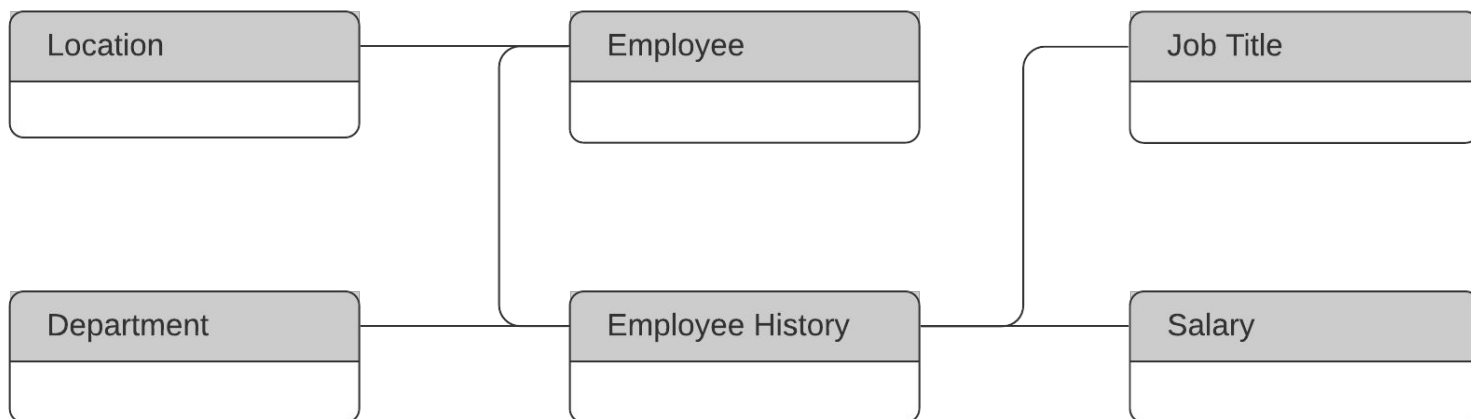 Location
Employee
Job Title
Department
Employee History
Salary